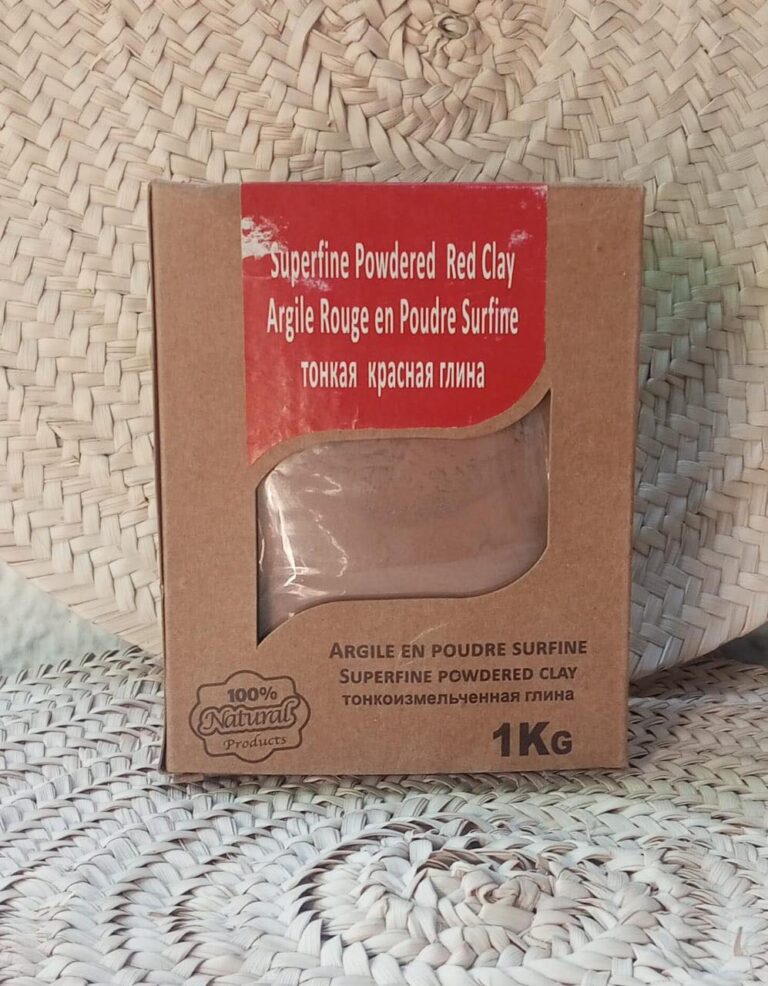 Superfine Powdered Red Clay
Argile Rouge en Poudre Surfine
тонкая красная глина
ARGILE EN POUDRE SURFINE
SUPERFINE POWDERED CLAY
ТОНКОИЗМЕЛЬЧЕННАЯ ГЛИНА
100%
Natural
Products
1KG